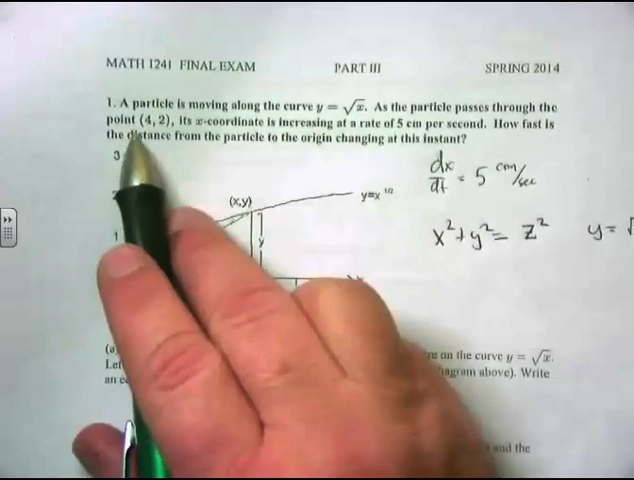 MATH 1241 FINAL EXAM PART III SPRING 2014
1. A particle is moving along the curve y = √x. As the particle passes through the
point (4, 2), its x-coordinate is increasing at a rate of 5 cm per second. How fast is
the distance from the particle to the origin changing at this instant?
3
dx/dt = 5 cm/sec
(x,y) y=x^1/2
1 y x²+y²= z² y= √
(a
on the curve y = √x.
Let
diagram above). Write
an e
and the